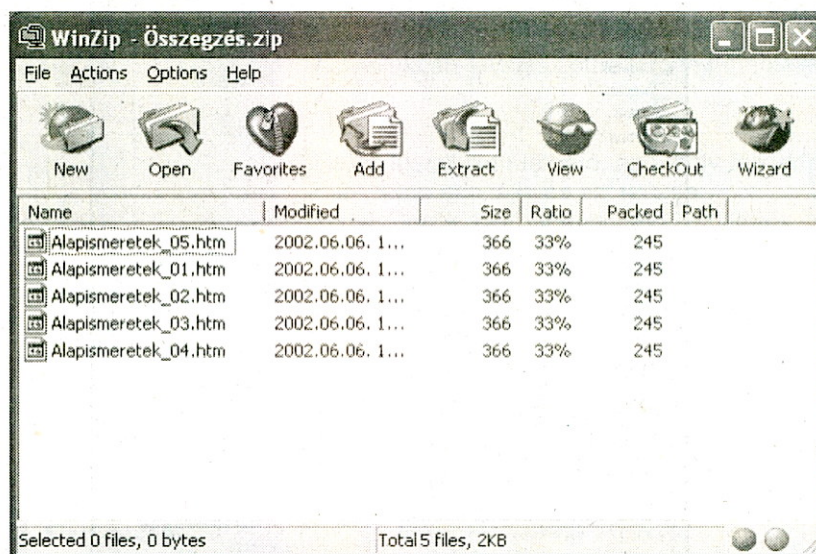 WinZip - Összegzés.zip
File Actions Options Help
New Open Favorites Add Extract View CheckOut Wizard
Name Modified Size Ratio Packed Path
Alapismeretek_05.htm 2002.06.06. 1... 366 33% 245
Alapismeretek_01.htm 2002.06.06. 1... 366 33% 245
Alapismeretek_02.htm 2002.06.06. 1... 366 33% 245
Alapismeretek_03.htm 2002.06.06. 1... 366 33% 245
Alapismeretek_04.htm 2002.06.06. 1... 366 33% 245
Selected 0 files, 0 bytes Total 5 files, 2KB